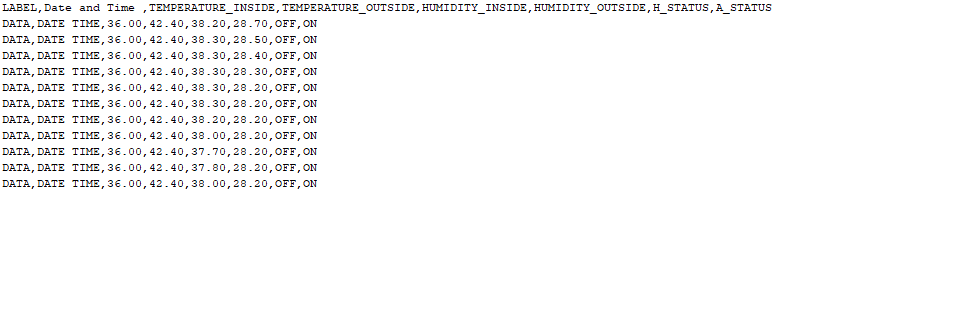 LABEL,Date and Time ,TEMPERATURE_INSIDE,TEMPERATURE_OUTSIDE,HUMIDITY_INSIDE,HUMIDITY_OUTSIDE,H_STATUS,A_STATUS
DATA,DATE TIME,36.00,42.40,38.20,28.70,OFF,ON
DATA,DATE TIME,36.00,42.40,38.30,28.50,OFF,ON
DATA,DATE TIME,36.00,42.40,38.30,28.40,OFF,ON
DATA,DATE TIME,36.00,42.40,38.30,28.30,OFF,ON
DATA,DATE TIME,36.00,42.40,38.30,28.20,OFF,ON
DATA,DATE TIME,36.00,42.40,38.30,28.20,OFF,ON
DATA,DATE TIME,36.00,42.40,38.20,28.20,OFF,ON
DATA,DATE TIME,36.00,42.40,38.00,28.20,OFF,ON
DATA,DATE TIME,36.00,42.40,37.70,28.20,OFF,ON
DATA,DATE TIME,36.00,42.40,37.80,28.20,OFF,ON
DATA,DATE TIME,36.00,42.40,38.00,28.20,OFF,ON